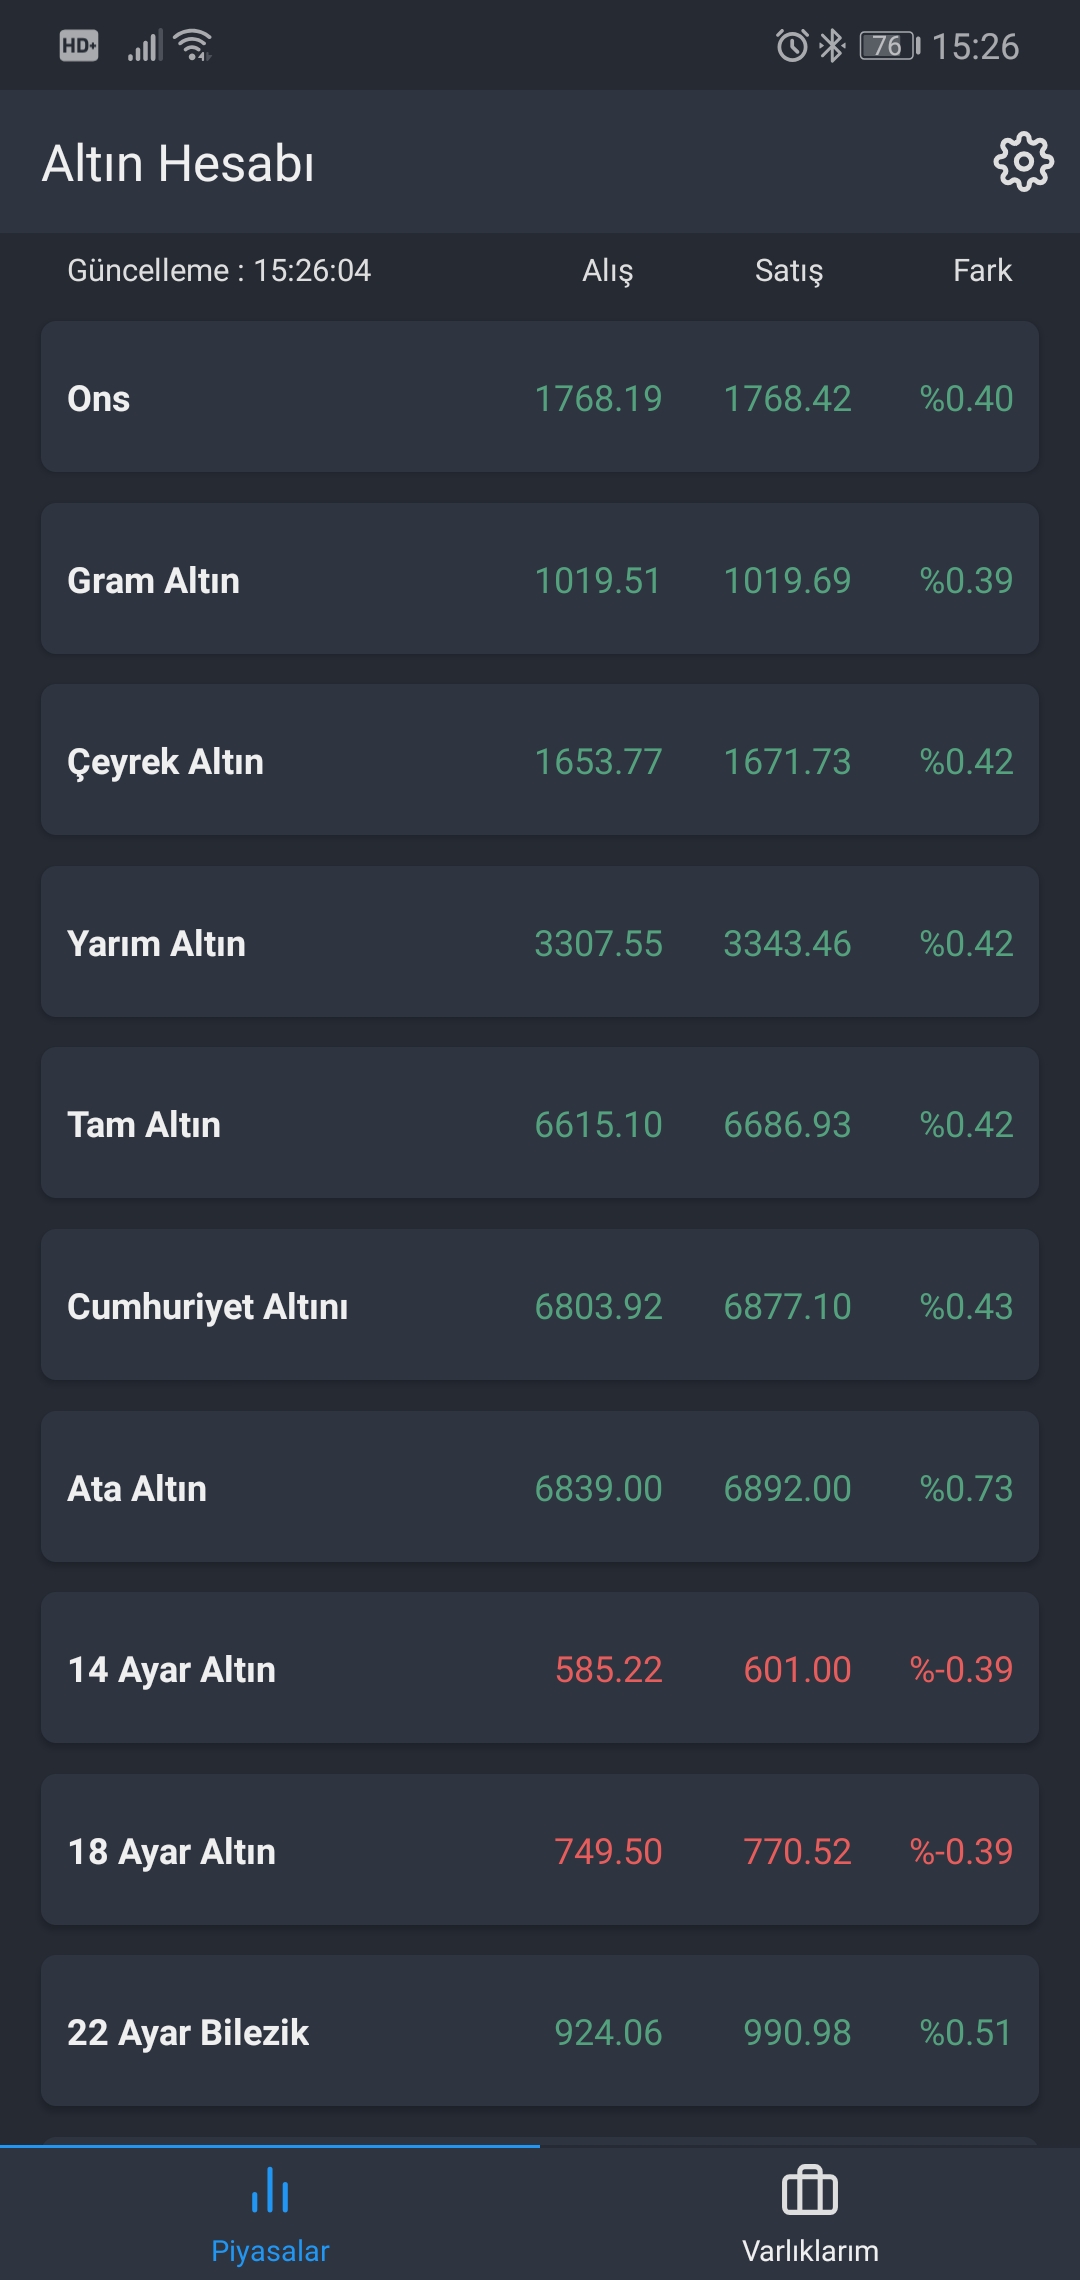 HD+ 76 15:26
Altın Hesabı
Güncelleme : 15:26:04 Alış Satış Fark
Ons 1768.19 1768.42 %0.40
Gram Altın 1019.51 1019.69 %0.39
Çeyrek Altın 1653.77 1671.73 %0.42
Yarım Altın 3307.55 3343.46 %0.42
Tam Altın 6615.10 6686.93 %0.42
Cumhuriyet Altını 6803.92 6877.10 %0.43
Ata Altın 6839.00 6892.00 %0.73
14 Ayar Altın 585.22 601.00 %-0.39
18 Ayar Altın 749.50 770.52 %-0.39
22 Ayar Bilezik 924.06 990.98 %0.51
Piyasalar Varlıklarım